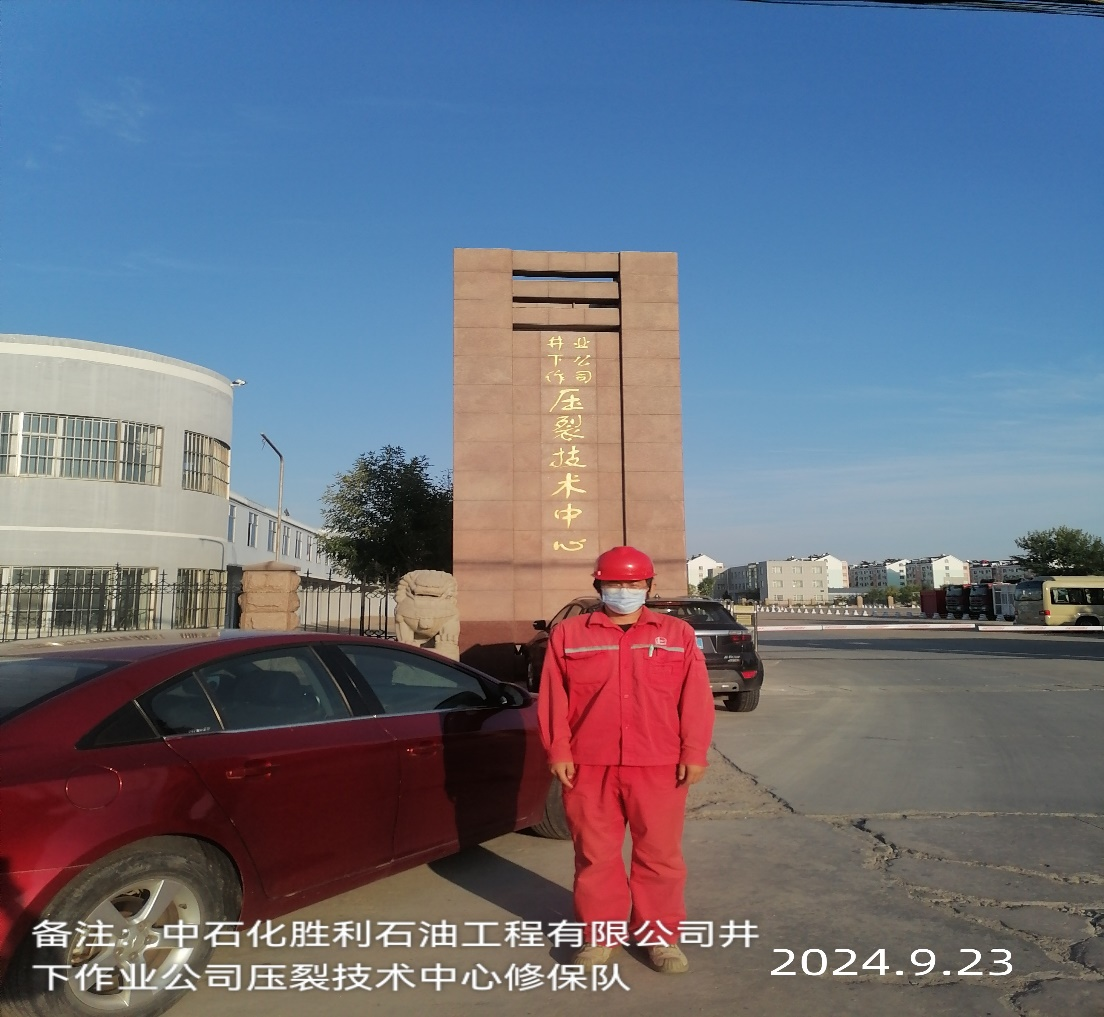 井下作业公司
压裂技术中心
备注：中石化胜利石油工程有限公司井
下作业公司压裂技术中心修保队
2024.9.23